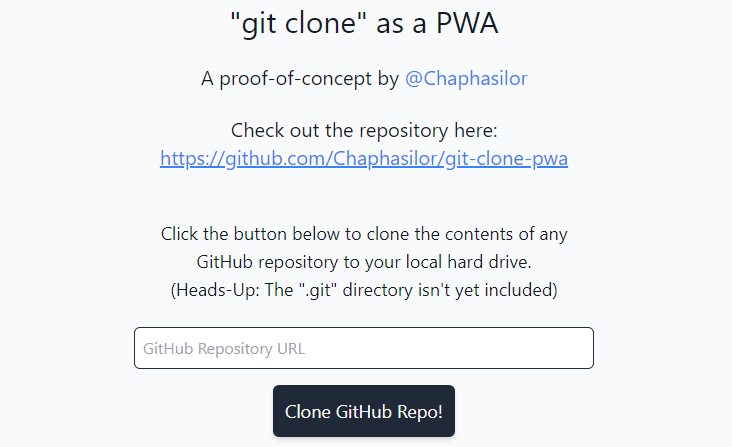 "git clone" as a PWA
A proof-of-concept by @Chaphasilor
Check out the repository here:
https://github.com/Chaphasilor/git-clone-pwa
Click the button below to clone the contents of any
GitHub repository to your local hard drive.
(Heads-Up: The ".git" directory isn't yet included)
GitHub Repository URL
Clone GitHub Repo!